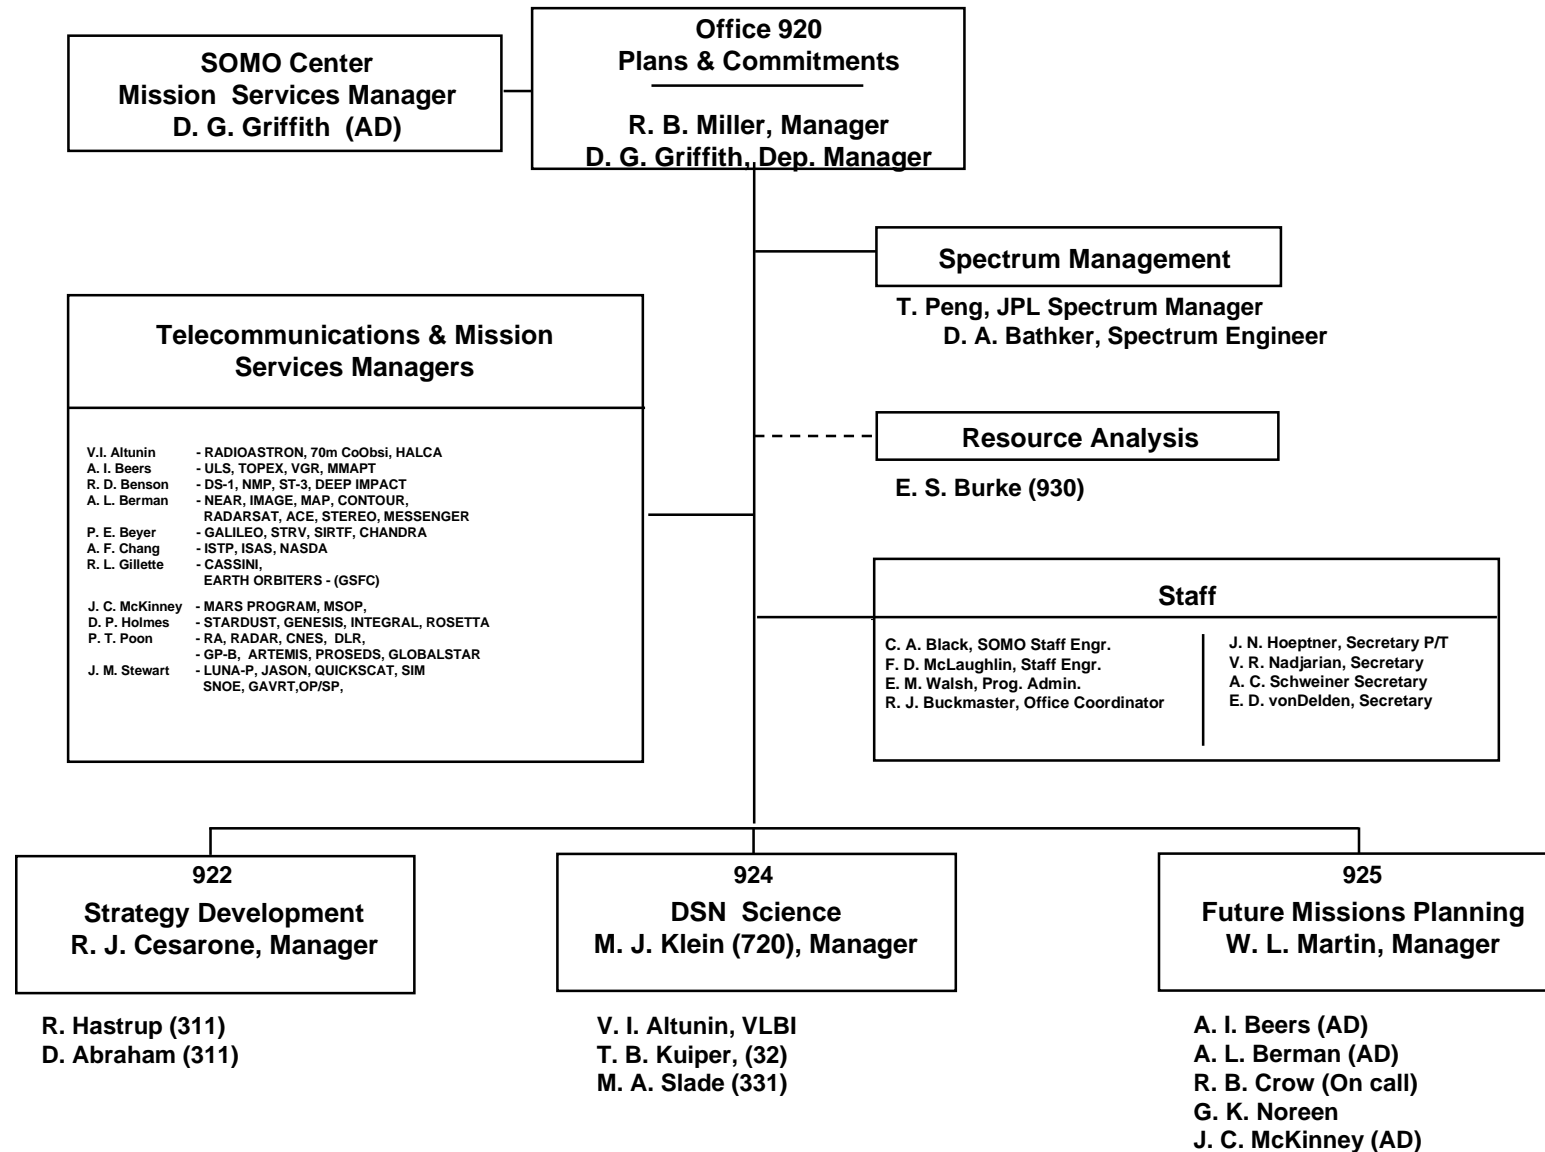 Office 920
Plans & Commitments
R. B. Miller, Manager
D. G. Griffith, Dep. Manager
SOMO Center
Mission Services Manager
D. G. Griffith (AD)
Spectrum Management
T. Peng, JPL Spectrum Manager
D. A. Bathker, Spectrum Engineer
Telecommunications & Mission
Services Managers
V.I. Altunin - RADIOASTRON, 70m CoObsi, HALCA
A. I. Beers - ULS, TOPEX, VGR, MMAPT
R. D. Benson - DS-1, NMP, ST-3, DEEP IMPACT
A. L. Berman - NEAR, IMAGE, MAP, CONTOUR,
RADARSAT, ACE, STEREO, MESSENGER
P. E. Beyer - GALILEO, STRV, SIRTF, CHANDRA
A. F. Chang - ISTP, ISAS, NASDA
R. L. Gillette - CASSINI,
EARTH ORBITERS - (GSFC)
J. C. McKinney - MARS PROGRAM, MSOP,
D. P. Holmes - STARDUST, GENESIS, INTEGRAL, ROSETTA
P. T. Poon - RA, RADAR, CNES, DLR,
- GP-B, ARTEMIS, PROSEDS, GLOBALSTAR
J. M. Stewart - LUNA-P, JASON, QUICKSCAT, SIM
SNOE, GAVRT,OP/SP,
Resource Analysis
E. S. Burke (930)
Staff
C. A. Black, SOMO Staff Engr.
F. D. McLaughlin, Staff Engr.
E. M. Walsh, Prog. Admin.
R. J. Buckmaster, Office Coordinator
J. N. Hoeptner, Secretary P/T
V. R. Nadjarian, Secretary
A. C. Schweiner Secretary
E. D. vonDelden, Secretary
922
Strategy Development
R. J. Cesarone, Manager
R. Hastrup (311)
D. Abraham (311)
924
DSN Science
M. J. Klein (720), Manager
V. I. Altunin, VLBI
T. B. Kuiper, (32)
M. A. Slade (331)
925
Future Missions Planning
W. L. Martin, Manager
A. I. Beers (AD)
A. L. Berman (AD)
R. B. Crow (On call)
G. K. Noreen
J. C. McKinney (AD)